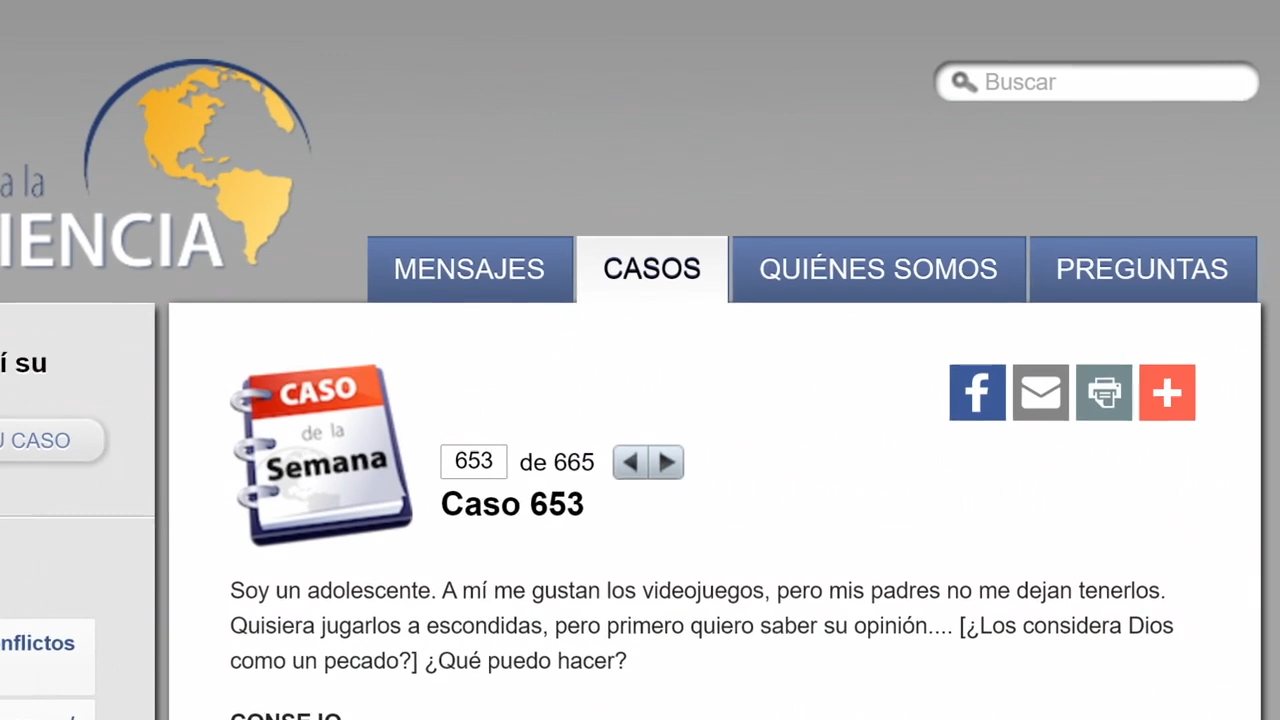 Buscar
a la
IENCIA
MENSAJES
CASOS
QUIÉNES SOMOS
PREGUNTAS
í su
U CASO
CASO
de la
Semana
653 de 665
Caso 653
Soy un adolescente. A mí me gustan los videojuegos, pero mis padres no me dejan tenerlos.
Quisiera jugarlos a escondidas, pero primero quiero saber su opinión.... [¿Los considera Dios
como un pecado?] ¿Qué puedo hacer?
nflictos
CONSEJO